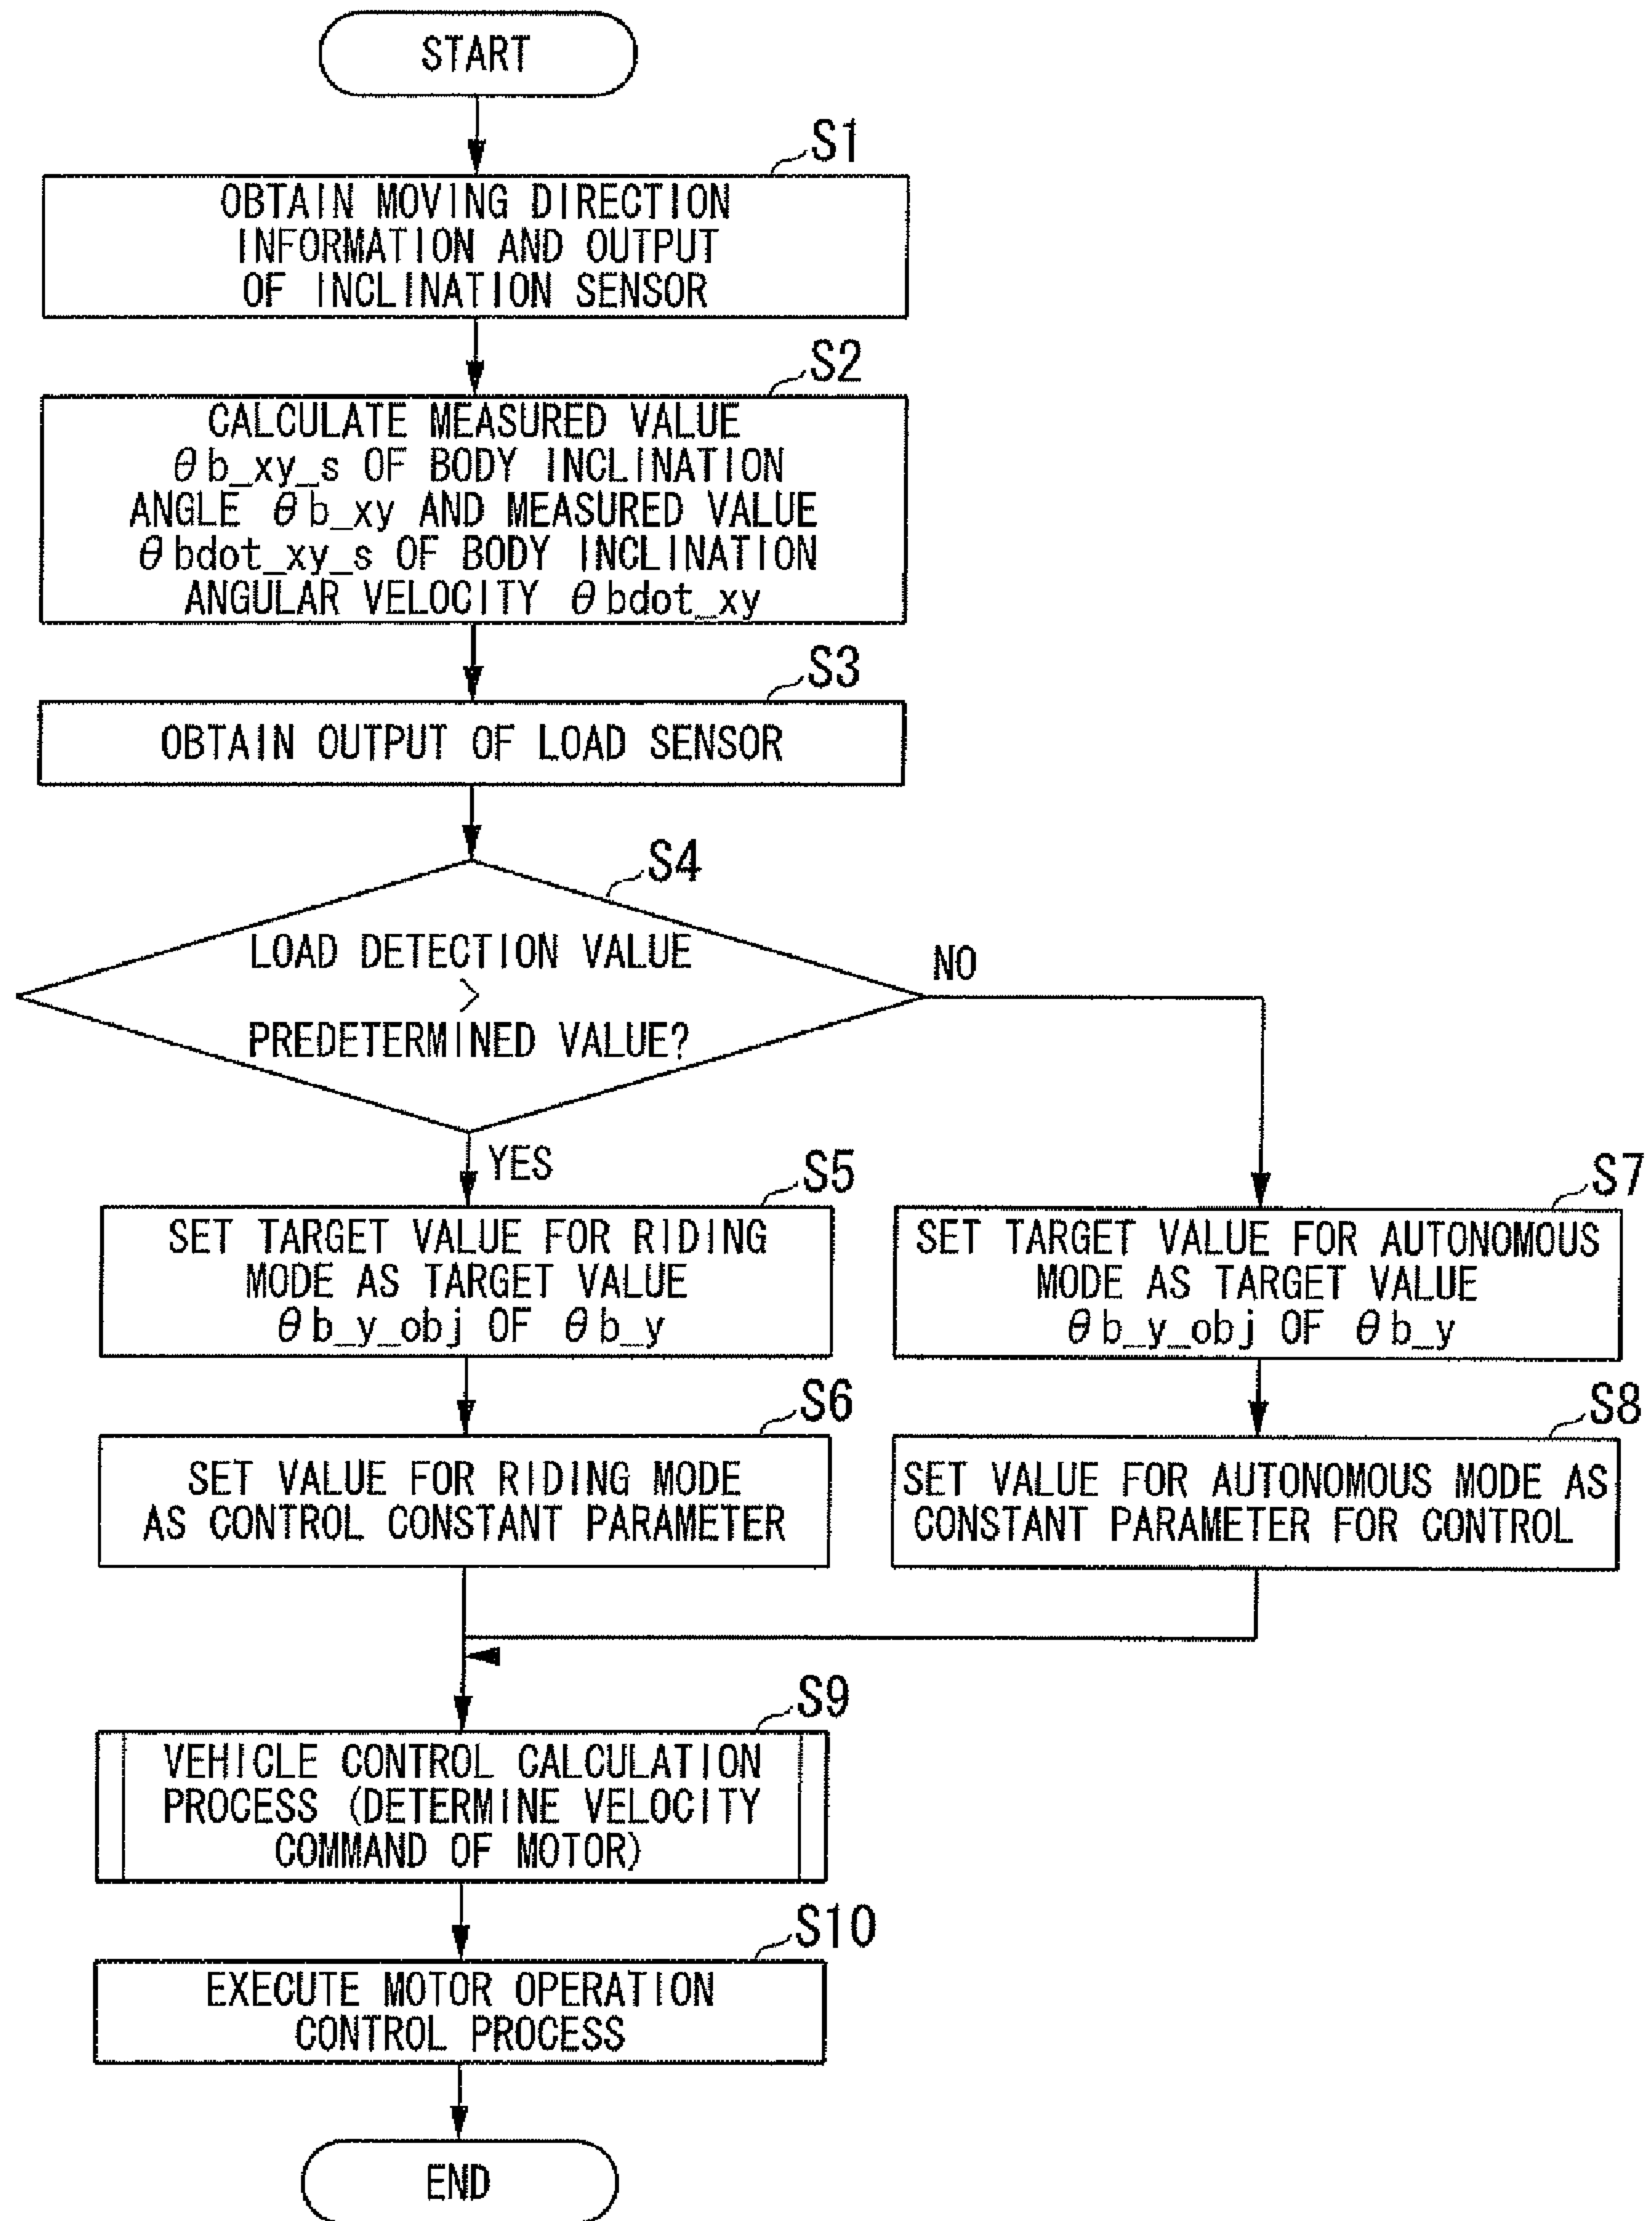 START
S1
OBTAIN MOVING DIRECTION
INFORMATION AND OUTPUT
OF INCLINATION SENSOR
S2
CALCULATE MEASURED VALUE
θb_xy_s OF BODY INCLINATION
ANGLE θb_xy AND MEASURED VALUE
θbdot_xy_s OF BODY INCLINATION
ANGULAR VELOCITY θbdot_xy
S3
OBTAIN OUTPUT OF LOAD SENSOR
S4
LOAD DETECTION VALUE
>
PREDETERMINED VALUE?
NO
YES
S5
SET TARGET VALUE FOR RIDING
MODE AS TARGET VALUE
θb_y_obj OF θb_y
S7
SET TARGET VALUE FOR AUTONOMOUS
MODE AS TARGET VALUE
θb_y_obj OF θb_y
S6
SET VALUE FOR RIDING MODE
AS CONTROL CONSTANT PARAMETER
S8
SET VALUE FOR AUTONOMOUS MODE AS
CONSTANT PARAMETER FOR CONTROL
S9
VEHICLE CONTROL CALCULATION
PROCESS (DETERMINE VELOCITY
COMMAND OF MOTOR)
S10
EXECUTE MOTOR OPERATION
CONTROL PROCESS
END